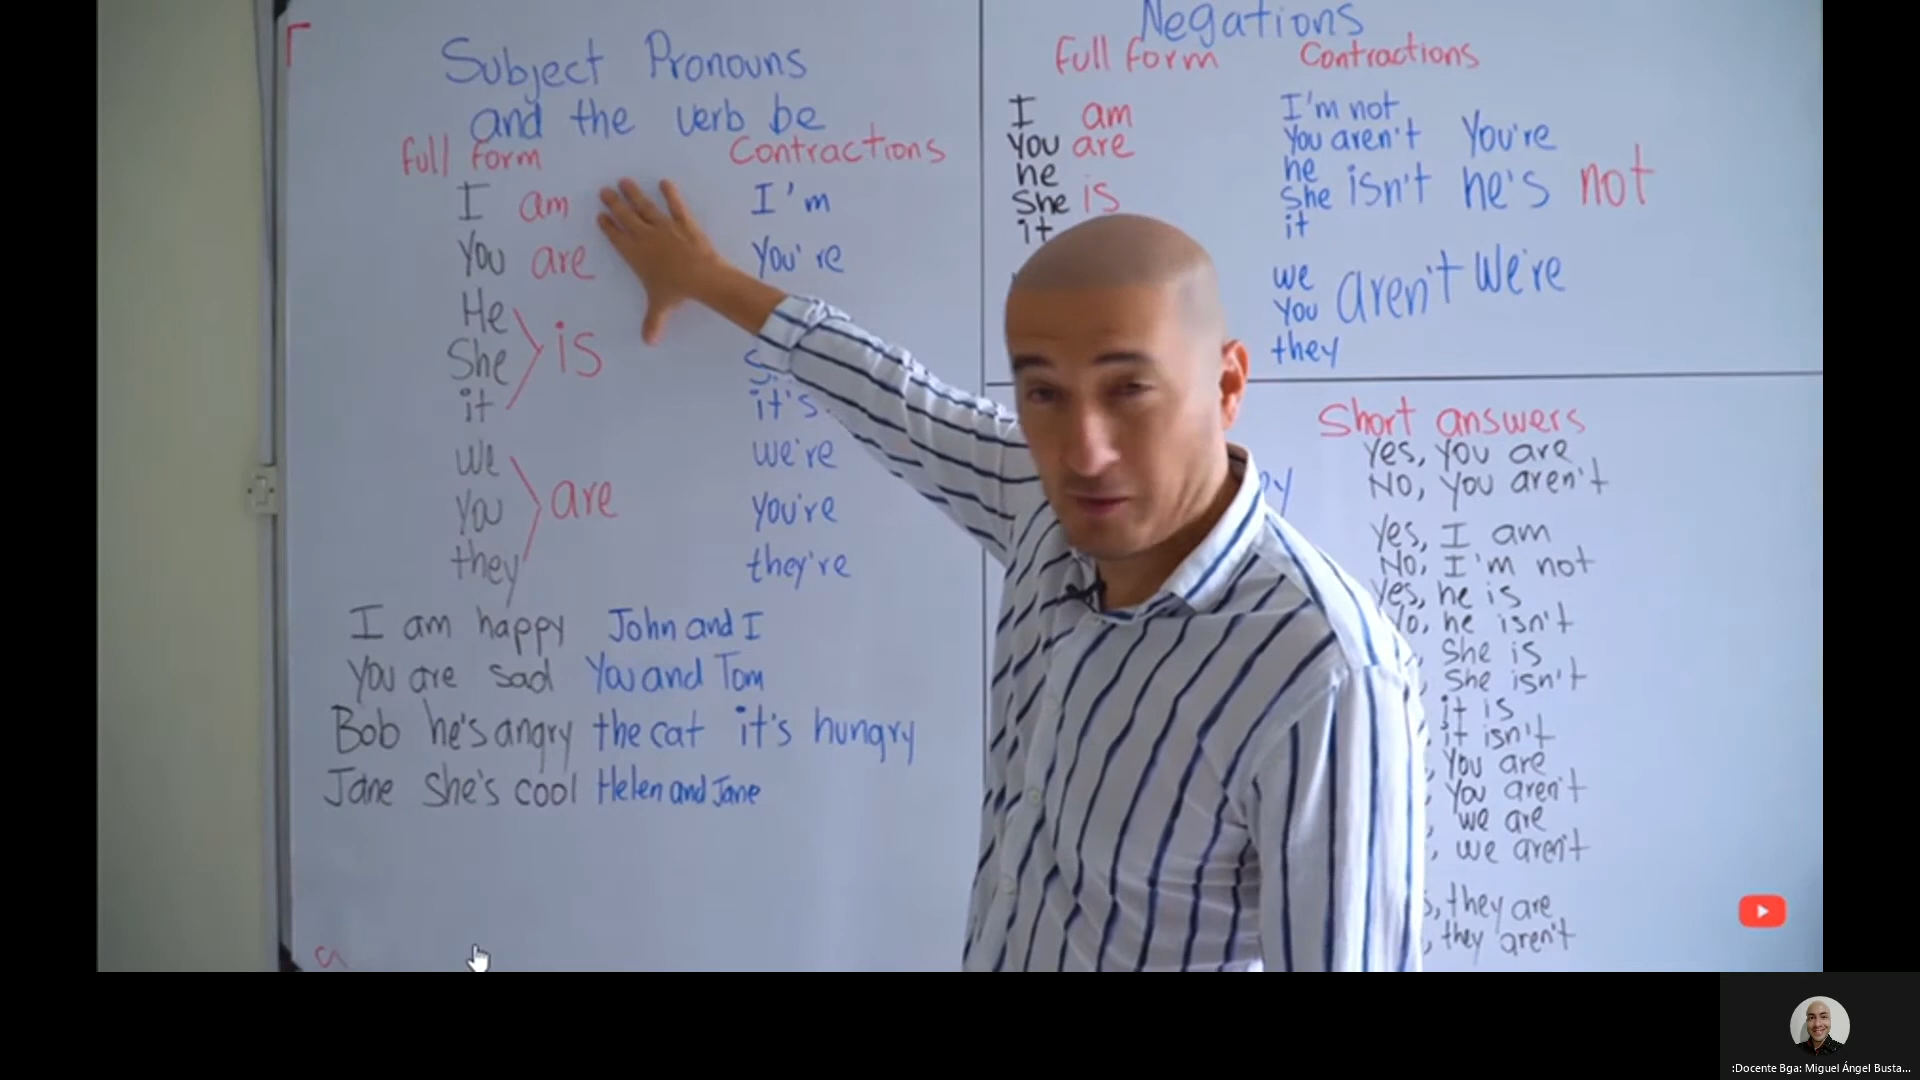 Subject Pronouns
and the verb be
full form Contractions
I am I'm
You are You're
He
She is
it it's
we we're
You are You're
they they're
I am happy John and I
You are sad You and Tom
Bob he's angry the cat it's hungry
Jane She's cool Helen and Jane
Negations
full form Contractions
I am I'm not
You are You aren't You're
he he
She is She isn't he's not
it it
we
You aren't We're
they
Short answers
Yes, You are
No, you aren't
Yes, I am
No, I'm not
Yes, he is
No, he isn't
She is
She isn't
it is
it isn't
You are
You aren't
we are
we aren't
they are
they aren't
:Docente Bga: Miguel Ángel Busta...